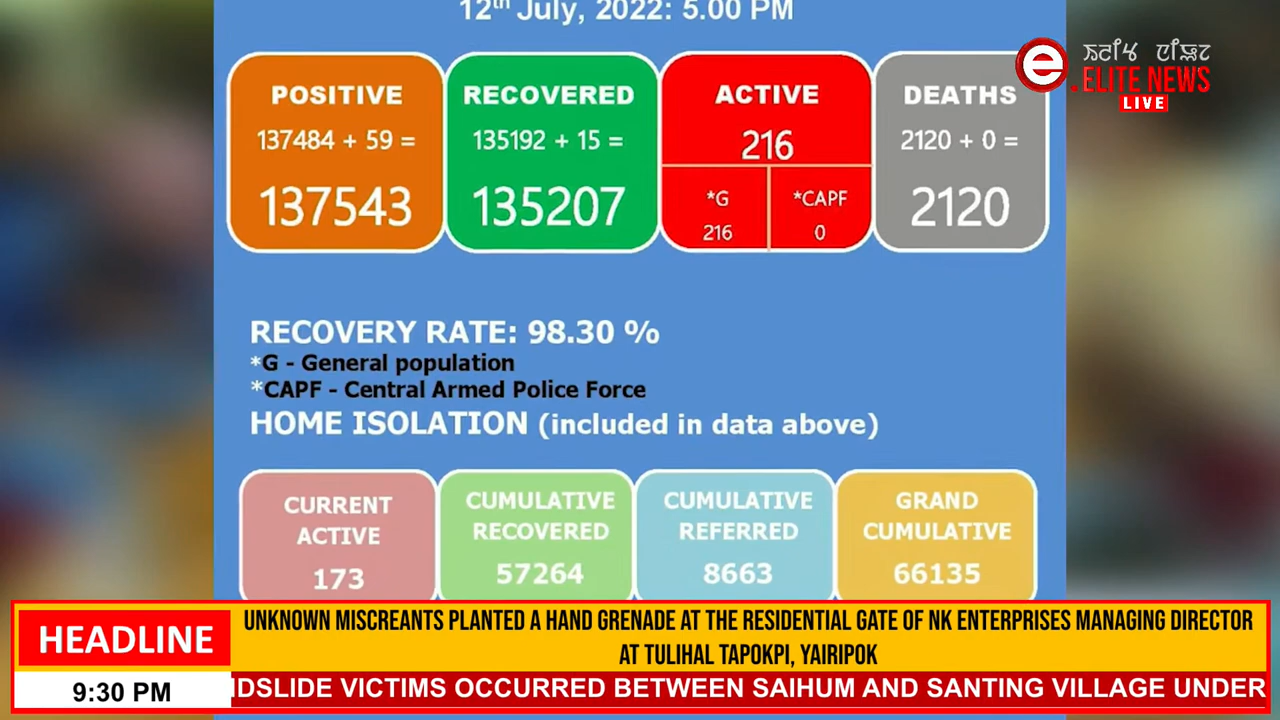 12th July, 2022: 5.00 PM
POSITIVE
137484 + 59 =
137543
RECOVERED
135192 + 15 =
135207
ACTIVE
216
*G
216
*CAPF
0
DEATHS
2120 + 0 =
2120
e
.ELITE NEWS
LIVE
RECOVERY RATE: 98.30 %
*G - General population
*CAPF - Central Armed Police Force
HOME ISOLATION (included in data above)
CURRENT
ACTIVE
173
CUMULATIVE
RECOVERED
57264
CUMULATIVE
REFERRED
8663
GRAND
CUMULATIVE
66135
HEADLINE
UNKNOWN MISCREANTS PLANTED A HAND GRENADE AT THE RESIDENTIAL GATE OF NK ENTERPRISES MANAGING DIRECTOR
AT TULIHAL TAPOKPI, YAIRIPOK
9:30 PM
IDSLIDE VICTIMS OCCURRED BETWEEN SAIHUM AND SANTING VILLAGE UNDER